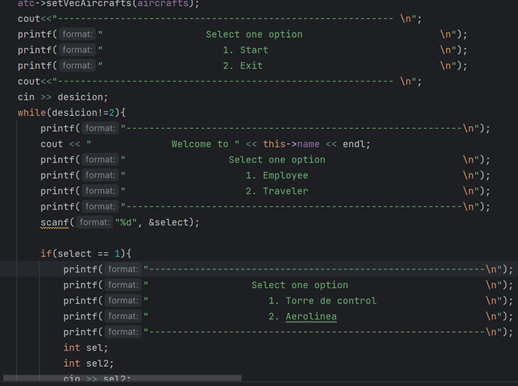 atc->setVecAircrafts(aircrafts);
cout<<"----------------------------------------------------------- \n";
printf( format: "                  Select one option                        \n");
printf( format: "                     1. Start                              \n");
printf( format: "                     2. Exit                               \n");
cout<<"----------------------------------------------------------- \n";
cin >> desicion;
while(desicion!=2){
printf( format: "-----------------------------------------------------------\n");
cout << "              Welcome to " << this->name << endl;
printf( format: "                  Select one option                        \n");
printf( format: "                     1. Employee                           \n");
printf( format: "                     2. Traveler                           \n");
printf( format: "-----------------------------------------------------------\n");
scanf( format: "%d", &select);
if(select == 1){
printf( format: "-----------------------------------------------------------\n");
printf( format: "                  Select one option                        \n");
printf( format: "                     1. Torre de control                   \n");
printf( format: "                     2. Aerolinea                          \n");
printf( format: "-----------------------------------------------------------\n");
int sel;
int sel2;
cin >> sel2;